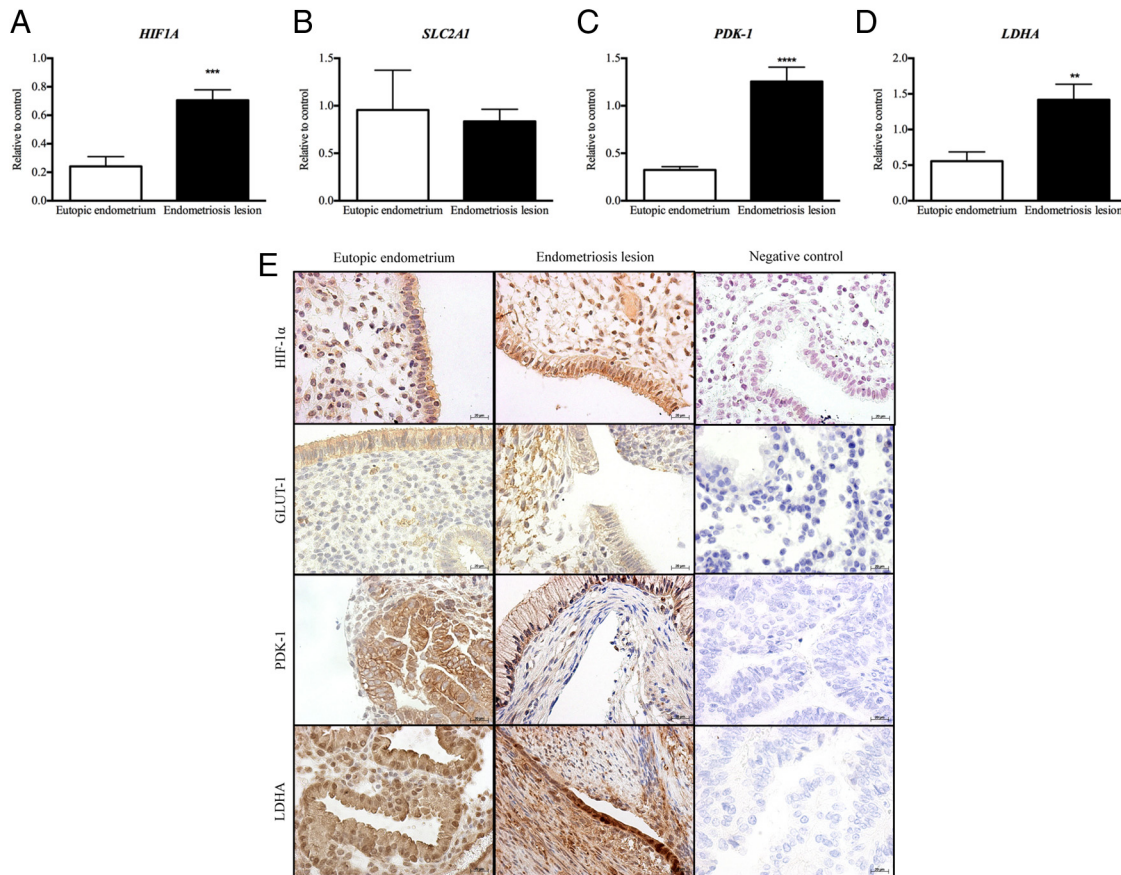 A
HIF1A
***
Relative to control
1.0
0.8
0.6
0.4
0.2
0.0
Eutopic endometrium
Endometriosis lesion
B
SLC2A1
Relative to control
1.5
1.0
0.5
0.0
Eutopic endometrium
Endometriosis lesion
C
PDK-1
****
Relative to control
1.5
1.0
0.5
0.0
Eutopic endometrium
Endometriosis lesion
D
LDHA
**
Relative to control
2.0
1.5
1.0
0.5
0.0
Eutopic endometrium
Endometriosis lesion
E
Eutopic endometrium
Endometriosis lesion
Negative control
HIF-1α
GLUT-1
PDK-1
LDHA